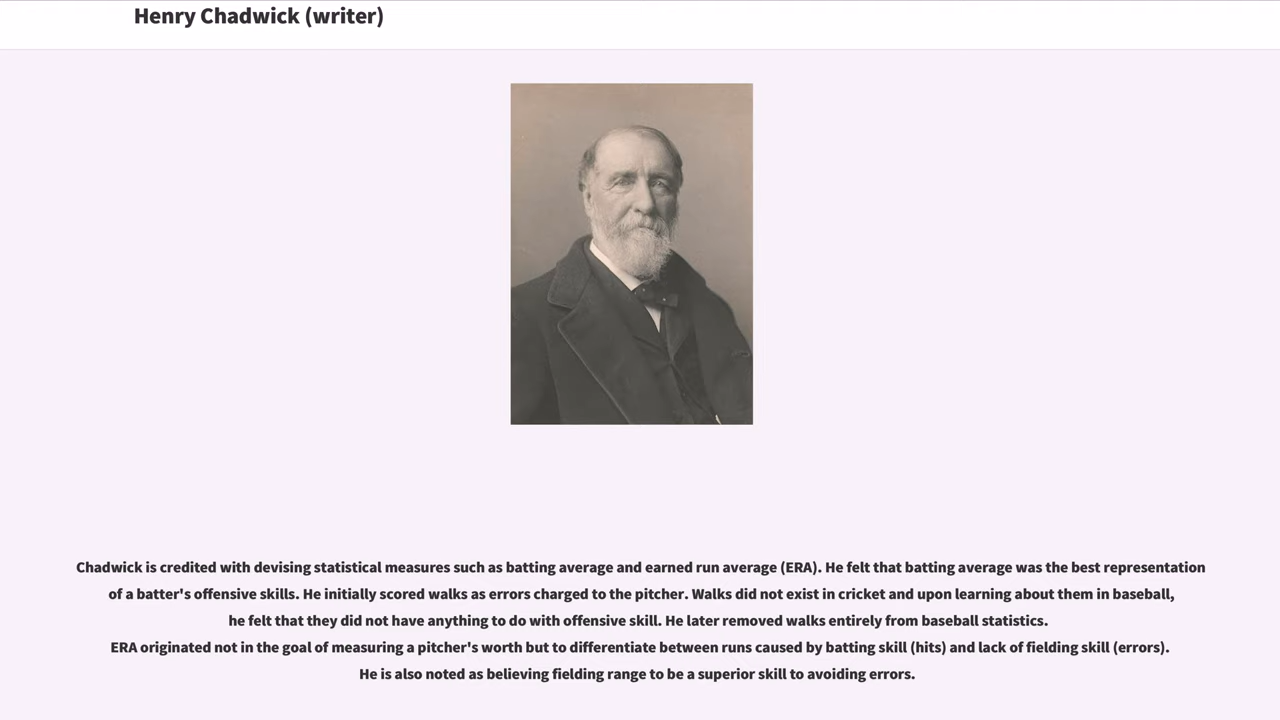 Henry Chadwick (writer)
Chadwick is credited with devising statistical measures such as batting average and earned run average (ERA). He felt that batting average was the best representation
of a batter's offensive skills. He initially scored walks as errors charged to the pitcher. Walks did not exist in cricket and upon learning about them in baseball,
he felt that they did not have anything to do with offensive skill. He later removed walks entirely from baseball statistics.
ERA originated not in the goal of measuring a pitcher's worth but to differentiate between runs caused by batting skill (hits) and lack of fielding skill (errors).
He is also noted as believing fielding range to be a superior skill to avoiding errors.